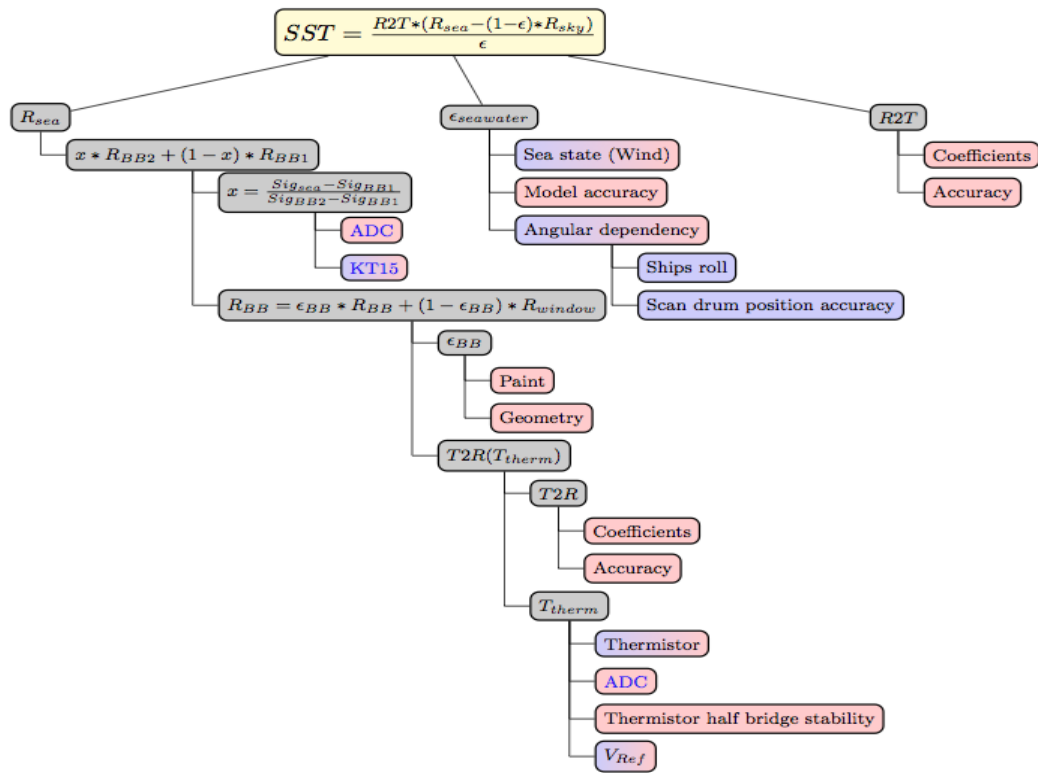 SST = R2T*(R_sea−(1−ϵ)*R_sky) / ϵ
R_sea
ϵ_seawater
R2T
x * R_BB2 + (1 − x) * R_BB1
Sea state (Wind)
Coefficients
x = Sig_sea−Sig_BB1 / Sig_BB2−Sig_BB1
Model accuracy
Accuracy
ADC
Angular dependency
KT15
Ships roll
R_BB = ϵ_BB * R_BB + (1 − ϵ_BB) * R_window
Scan drum position accuracy
ϵ_BB
Paint
Geometry
T2R(T_therm)
T2R
Coefficients
Accuracy
T_therm
Thermistor
ADC
Thermistor half bridge stability
V_Ref